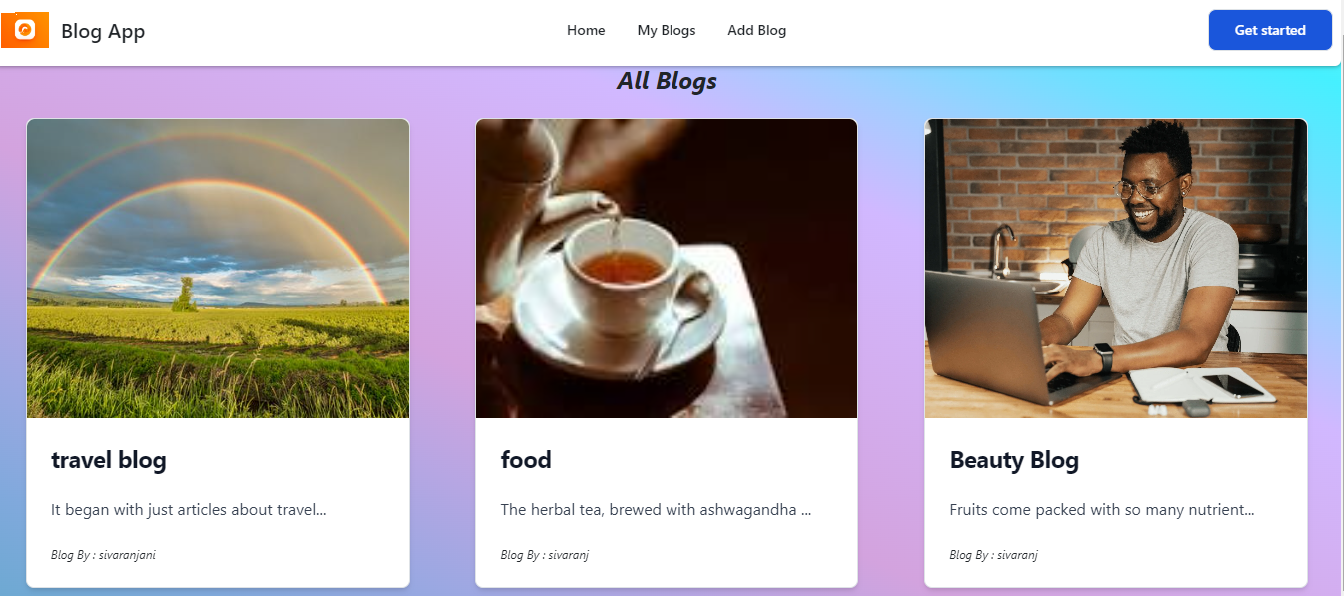 Blog App
Home
My Blogs
Add Blog
Get started
All Blogs
travel blog
It began with just articles about travel...
Blog By : sivaranjani
food
The herbal tea, brewed with ashwagandha ...
Blog By : sivaranj
Beauty Blog
Fruits come packed with so many nutrient...
Blog By : sivaranj